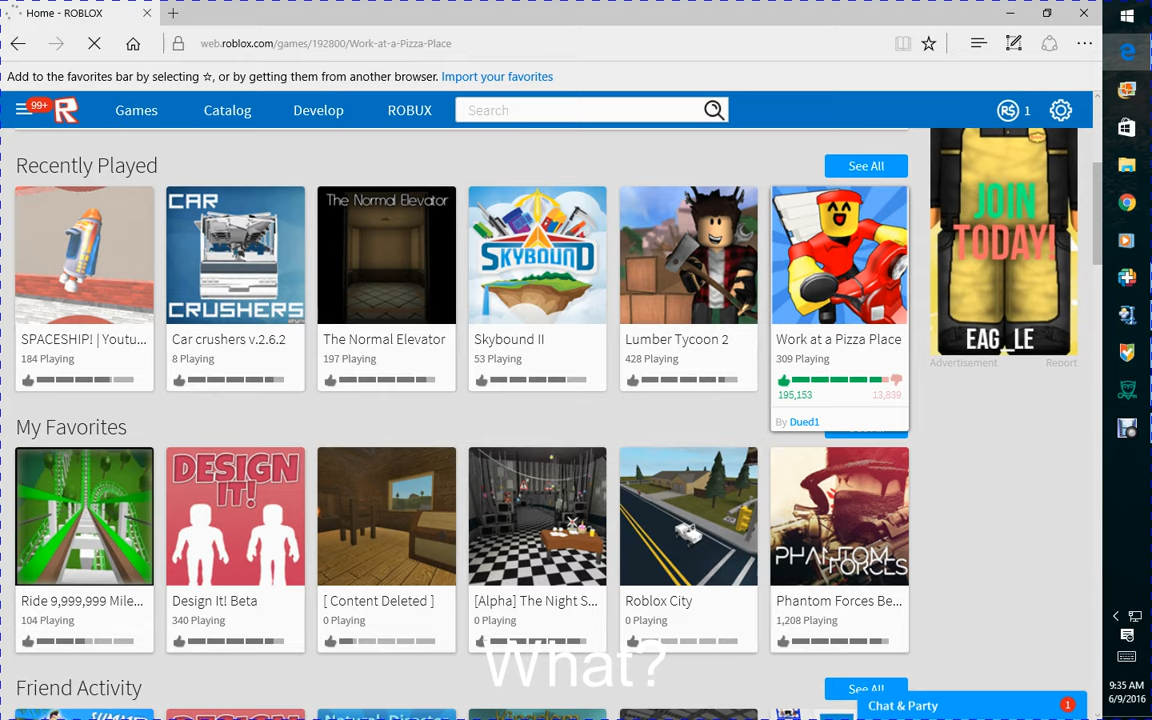 Home - ROBLOX
web.roblox.com/games/192800/Work-at-a-Pizza-Place
Add to the favorites bar by selecting ☆, or by getting them from another browser. Import your favorites
99+
Games
Catalog
Develop
ROBUX
Search
R$ 1
Recently Played
See All
CAR
CRUSHERS
The Normal Elevator
SKYBOUND
JOIN
TODAY!
EAG_LE
SPACESHIP! | Youtu...
Car crushers v.2.6.2
The Normal Elevator
Skybound II
Lumber Tycoon 2
Work at a Pizza Place
184 Playing
8 Playing
197 Playing
53 Playing
428 Playing
309 Playing
Advertisement
Report
195,153
13,839
By Dued1
My Favorites
DESIGN
IT!
PHANTOM
FORCES
Ride 9,999,999 Mile...
Design It! Beta
[ Content Deleted ]
[Alpha] The Night S...
Roblox City
Phantom Forces Be...
104 Playing
340 Playing
0 Playing
0 Playing
0 Playing
1,208 Playing
What?
Friend Activity
See All
Chat & Party
1
9:35 AM
6/9/2016